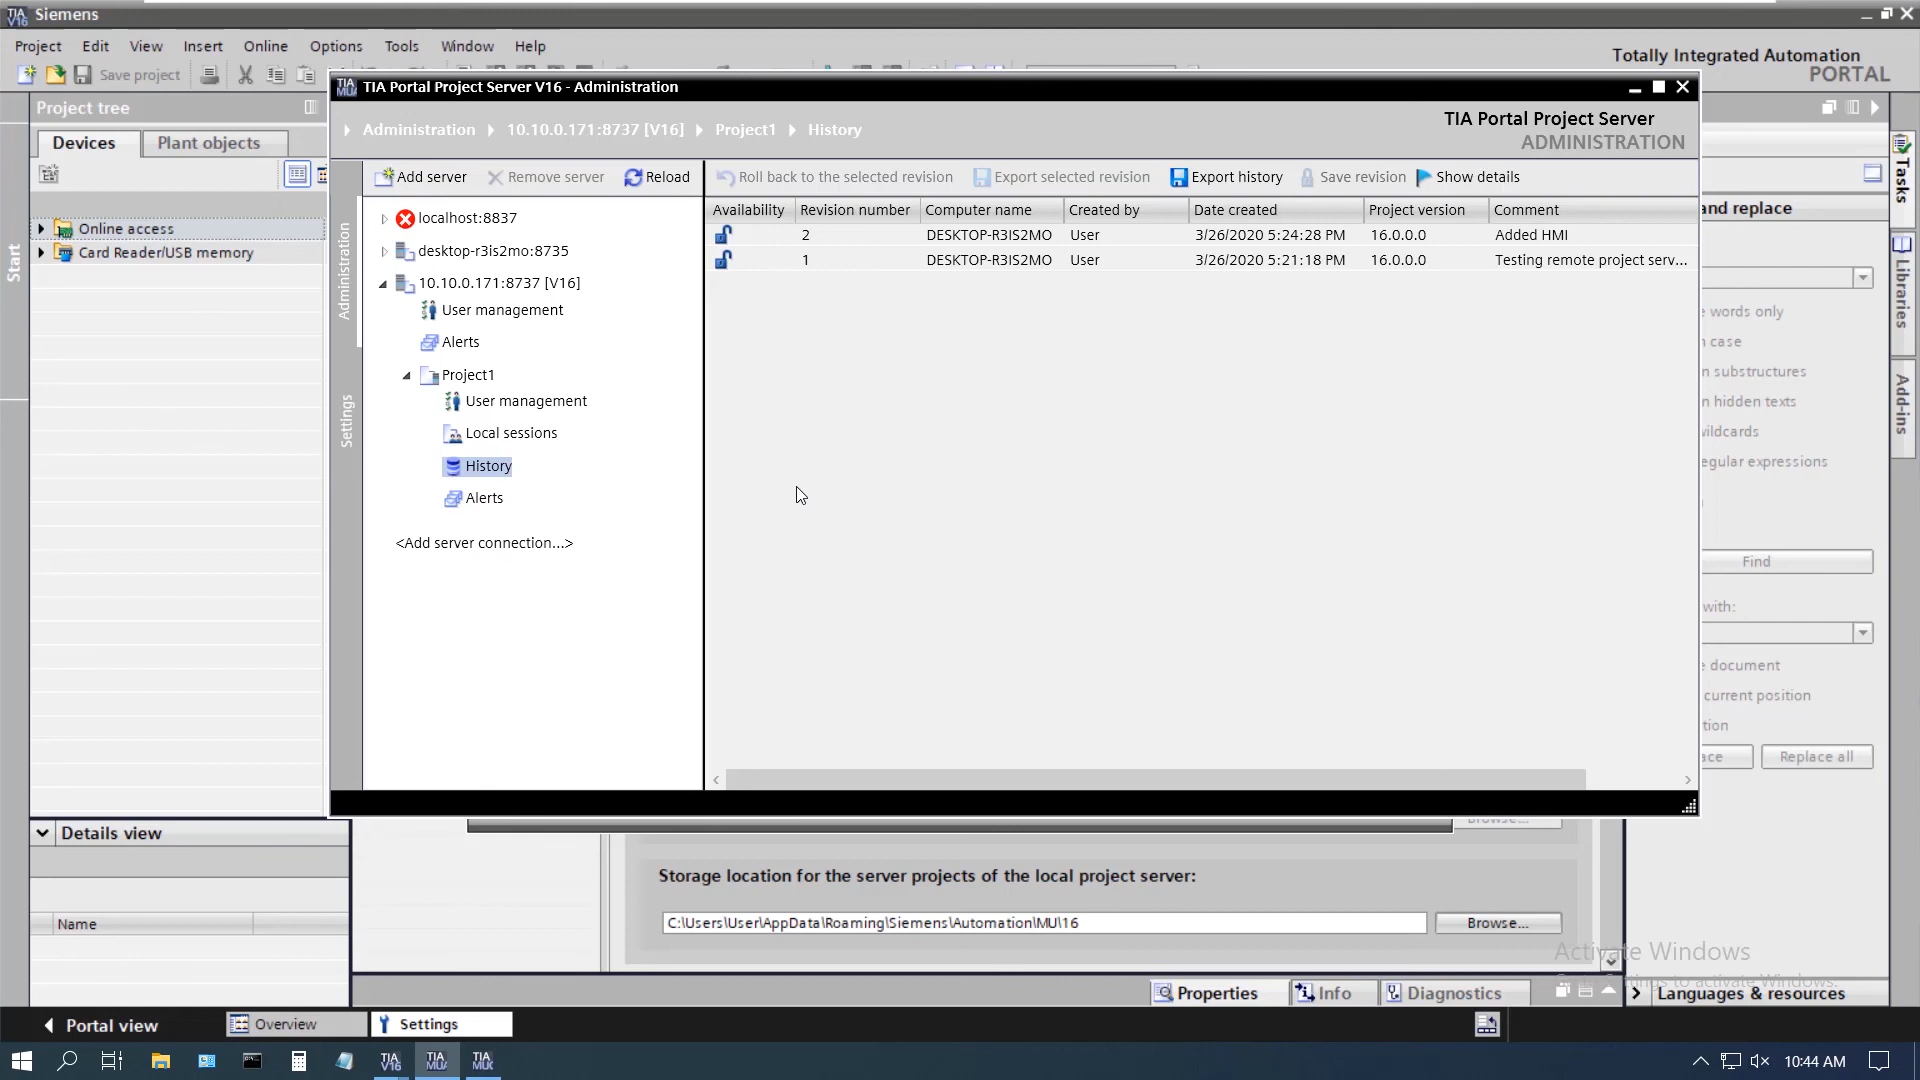 Siemens
Project Edit View Insert Online Options Tools Window Help
Totally Integrated Automation
PORTAL
Save project
Project tree
Devices
Plant objects
Start
Online access
Card Reader/USB memory
Details view
Name
TIA Portal Project Server V16 - Administration
Administration 10.10.0.171:8737 [V16] Project1 History
TIA Portal Project Server
ADMINISTRATION
Administration
Settings
Add server Remove server Reload
localhost:8837
desktop-r3is2mo:8735
10.10.0.171:8737 [V16]
User management
Alerts
Project1
User management
Local sessions
History
Alerts
<Add server connection...>
Roll back to the selected revision Export selected revision Export history Save revision Show details
Availability Revision number Computer name Created by Date created Project version Comment
2 DESKTOP-R3IS2MO User 3/26/2020 5:24:28 PM 16.0.0.0 Added HMI
1 DESKTOP-R3IS2MO User 3/26/2020 5:21:18 PM 16.0.0.0 Testing remote project serv...
and replace
words only
case
substructures
hidden texts
wildcards
egular expressions
Find
with:
document
current position
tion
ace
Replace all
Tasks
Libraries
Add-ins
Browse...
Storage location for the server projects of the local project server:
C:\Users\User\AppData\Roaming\Siemens\Automation\MU\16
Browse...
Activate Windows
Properties Info Diagnostics
Languages & resources
Portal view
Overview
Settings
TIA V16
TIA MU
TIA MU
10:44 AM